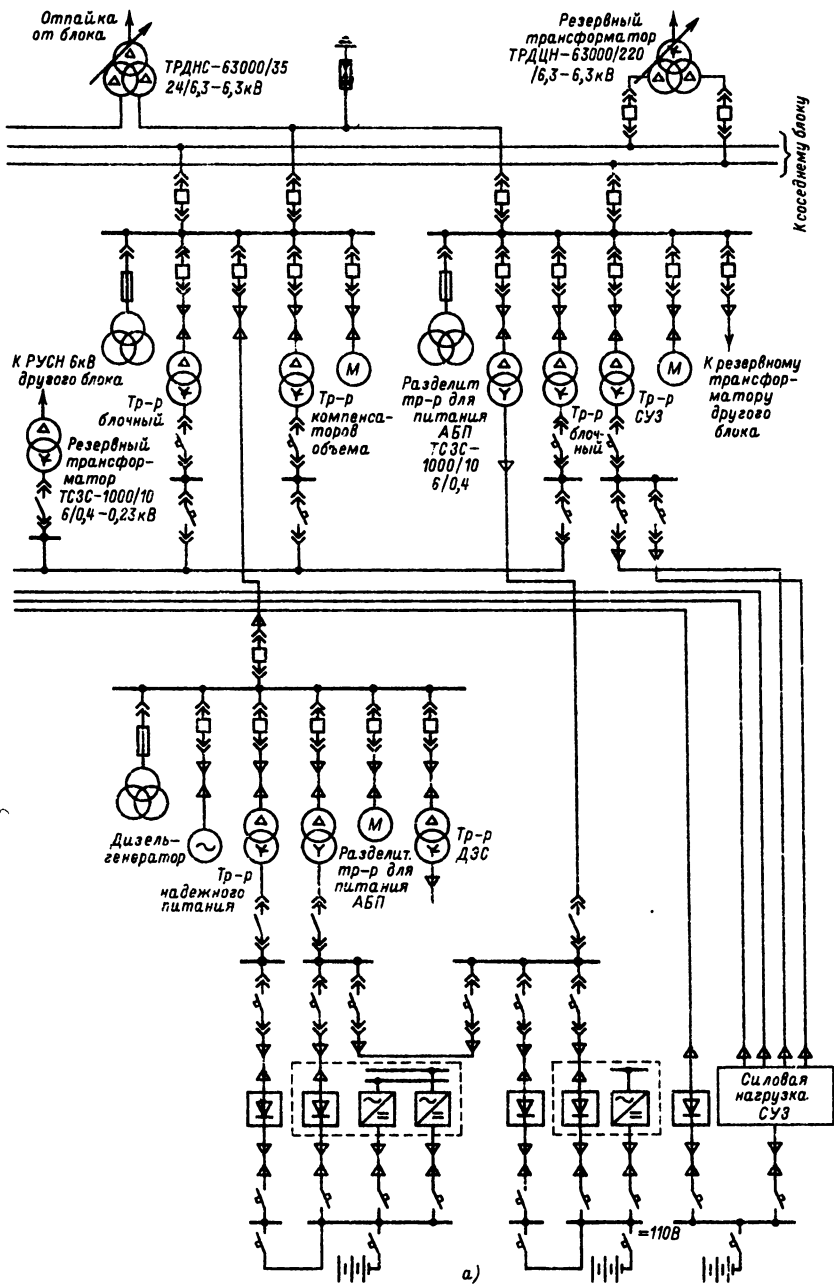 Отпайка
от блока
ТРДНС-63000/35
24/6,3-6,3кВ
Резервный
трансформатор
ТРДЦН-63000/220
/6,3-6,3кВ
К соседнему блоку
К РУСН 6кВ
другого блока
Тр-р
блочный
Резервный
трансфор-
матор
ТСЗС-1000/10
6/0,4-0,23кВ
Тр-р
компенса-
торов
объема
М
Разделит
тр-р для
питания
АБП
ТСЗС-
1000/10
6/0,4
Тр-р
блоч-
ный
Тр-р
СУЗ
М
К резервному
трансфор-
матору
другого
блока
Дизель-
генератор
Тр-р
надежного
питания
М
Разделит.
тр-р для
питания
АБП
Тр-р
ДЭС
Силовая
нагрузка
СУЗ
=110В
а)